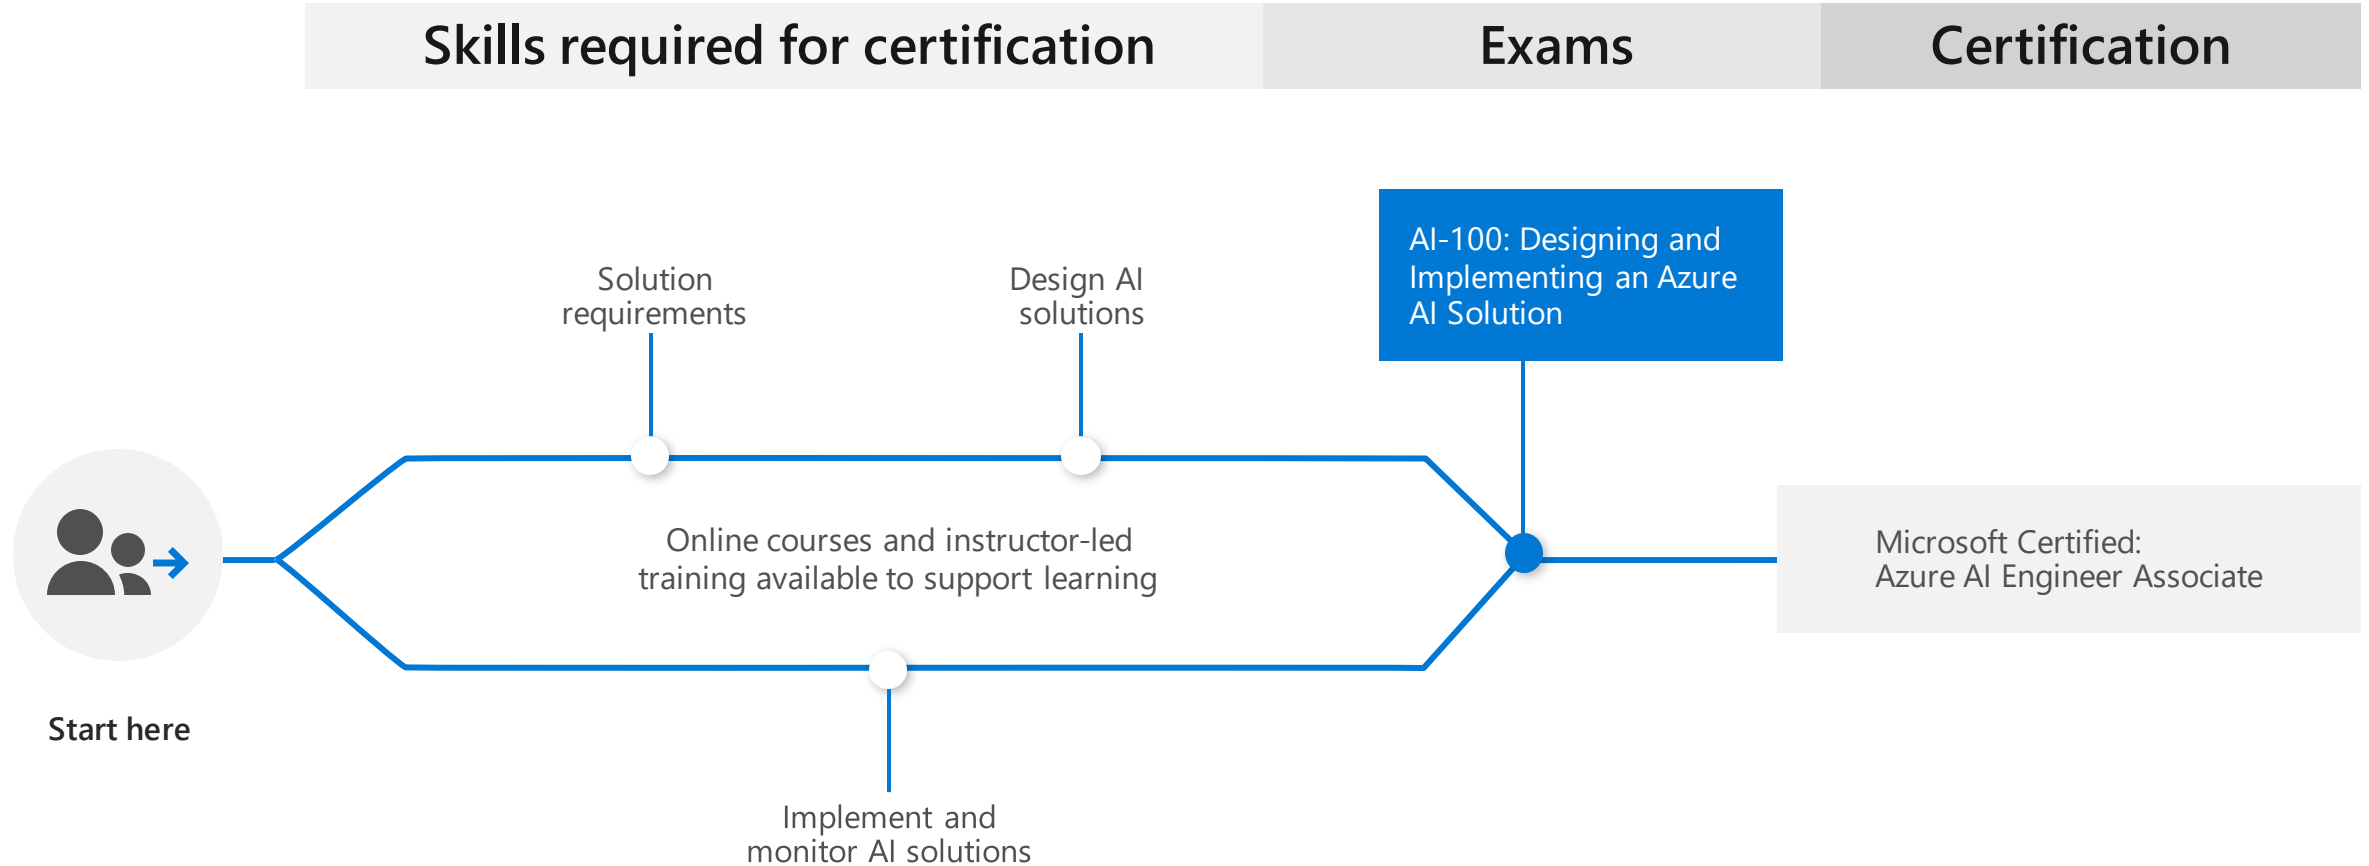 Skills required for certification
Exams
Certification
Solution
requirements
Design AI
solutions
AI-100: Designing and
Implementing an Azure
AI Solution
Online courses and instructor-led
training available to support learning
Microsoft Certified:
Azure AI Engineer Associate
Start here
Implement and
monitor AI solutions